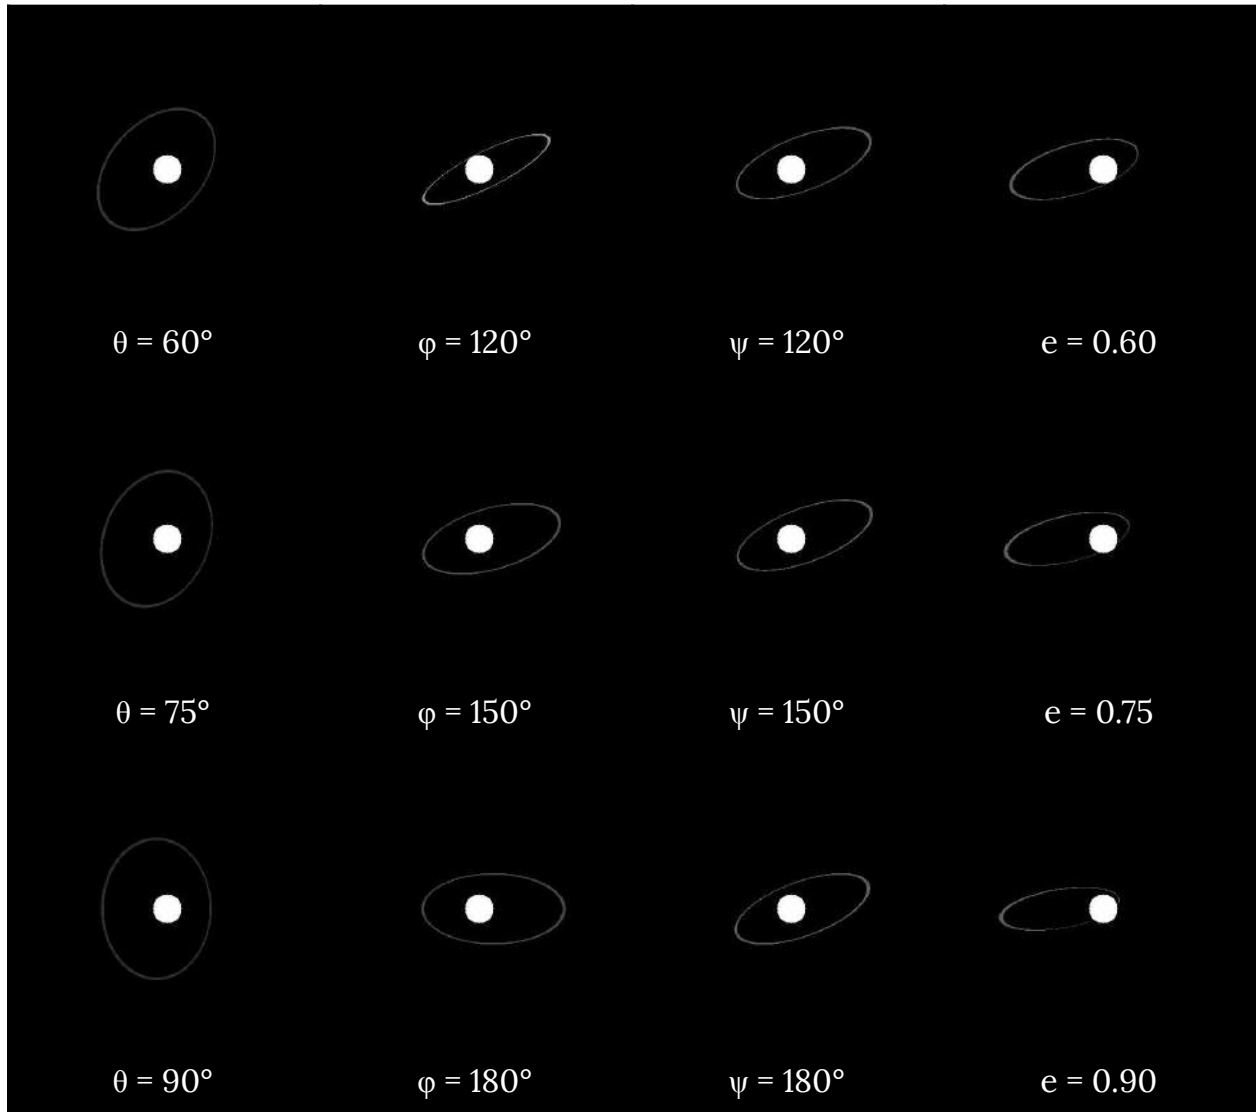 θ = 60° φ = 120° ψ = 120° e = 0.60
θ = 75° φ = 150° ψ = 150° e = 0.75
θ = 90° φ = 180° ψ = 180° e = 0.90